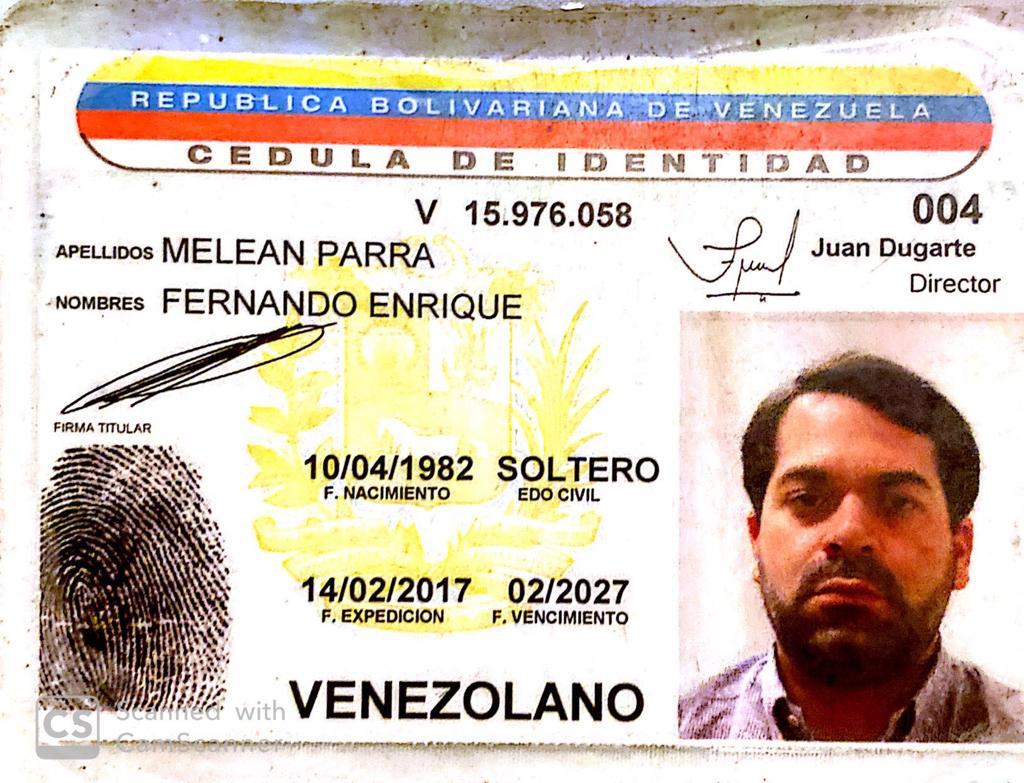 REPUBLICA BOLIVARIANA DE VENEZUELA
CEDULA DE IDENTIDAD
V 15.976.058
004
APELLIDOS MELEAN PARRA
Juan Dugarte
Director
NOMBRES FERNANDO ENRIQUE
FIRMA TITULAR
10/04/1982 SOLTERO
F. NACIMIENTO EDO CIVIL
14/02/2017 02/2027
F. EXPEDICION F. VENCIMIENTO
VENEZOLANO
CS Scanned with
CamScanner